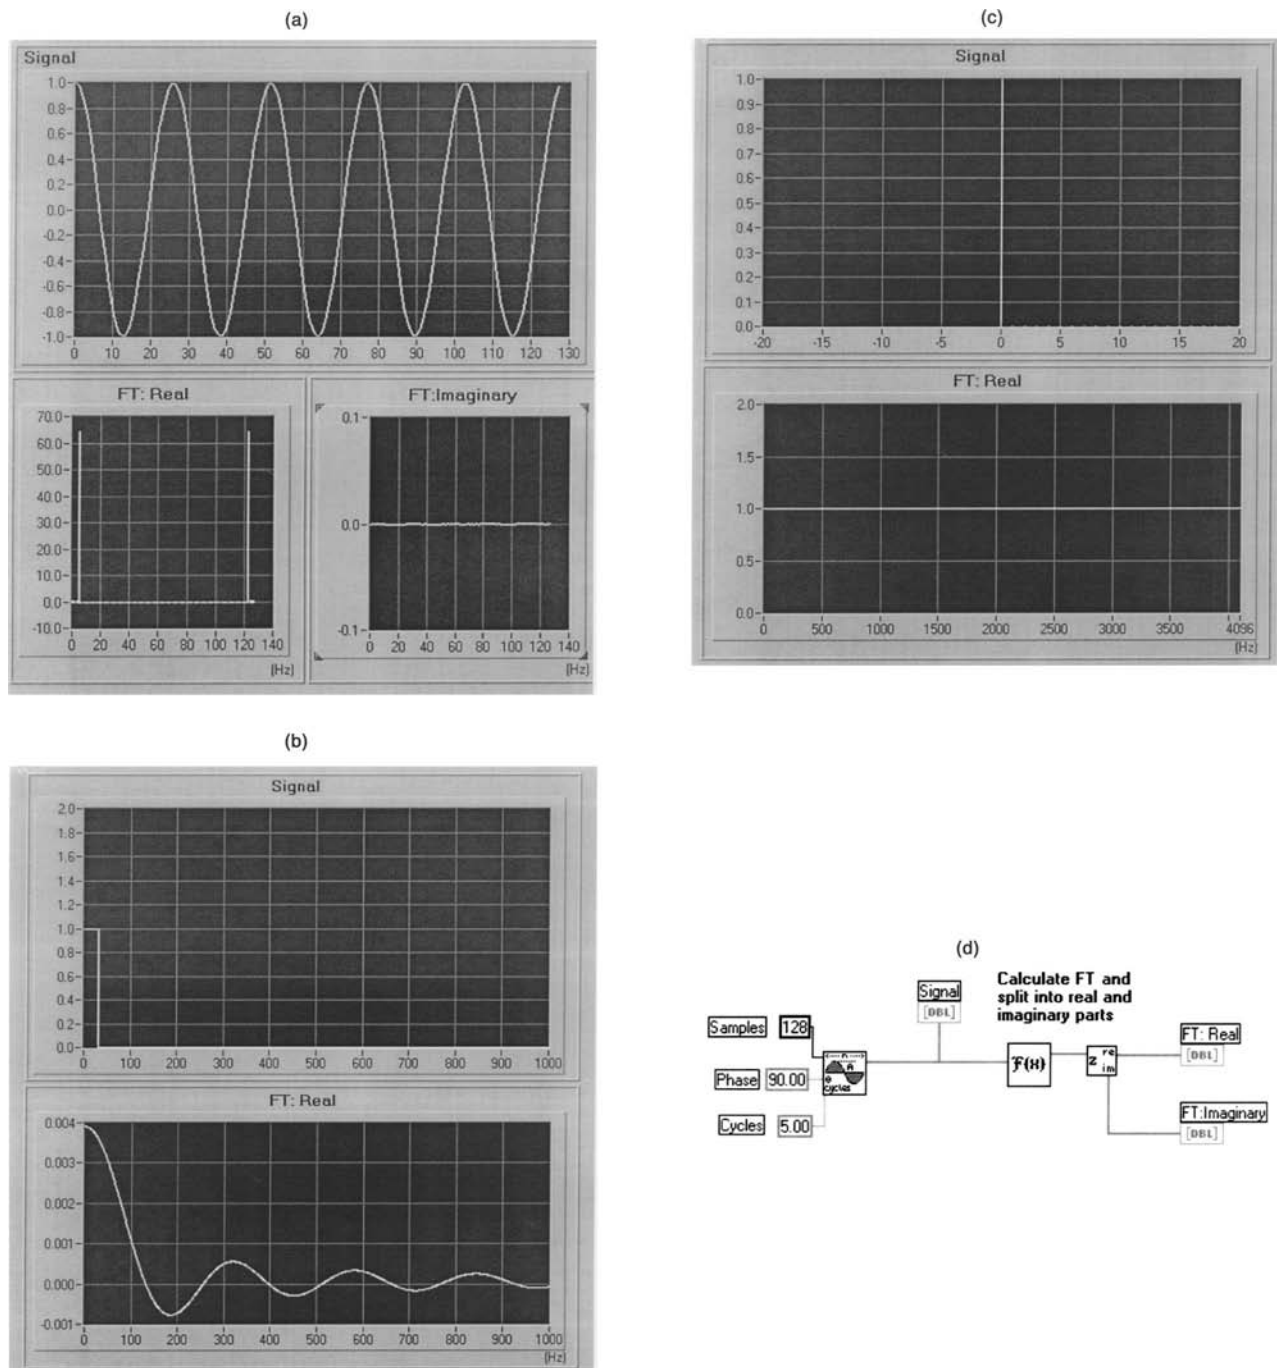 (a)
Signal
1.0
0.8
0.6
0.4
0.2
0.0
-0.2
-0.4
-0.6
-0.8
-1.0
0 10 20 30 40 50 60 70 80 90 100 110 120 130
FT: Real
70.0
60.0
50.0
40.0
30.0
20.0
10.0
0.0
-10.0
0 20 40 60 80 100 120 140
(Hz)
FT:Imaginary
0.1
0.0
-0.1
0 20 40 60 80 100 120 140
(Hz)
(c)
Signal
1.0
0.9
0.8
0.7
0.6
0.5
0.4
0.3
0.2
0.1
0.0
-20 -15 -10 -5 0 5 10 15 20
FT: Real
2.0
1.5
1.0
0.5
0.0
0 500 1000 1500 2000 2500 3000 3500 4096
(Hz)
(b)
Signal
2.0
1.8
1.6
1.4
1.2
1.0
0.8
0.6
0.4
0.2
0.0
0 100 200 300 400 500 600 700 800 900 1000
FT: Real
0.004
0.003
0.002
0.001
0.000
-0.001
0 100 200 300 400 500 600 700 800 900 1000
(Hz)
(d)
Calculate FT and
split into real and
imaginary parts
Signal
[DBL]
Samples 128
Phase 90.00
Cycles 5.00
n
A
θ
cycles
F(x)
z re
im
FT: Real
[DBL]
FT:Imaginary
[DBL]